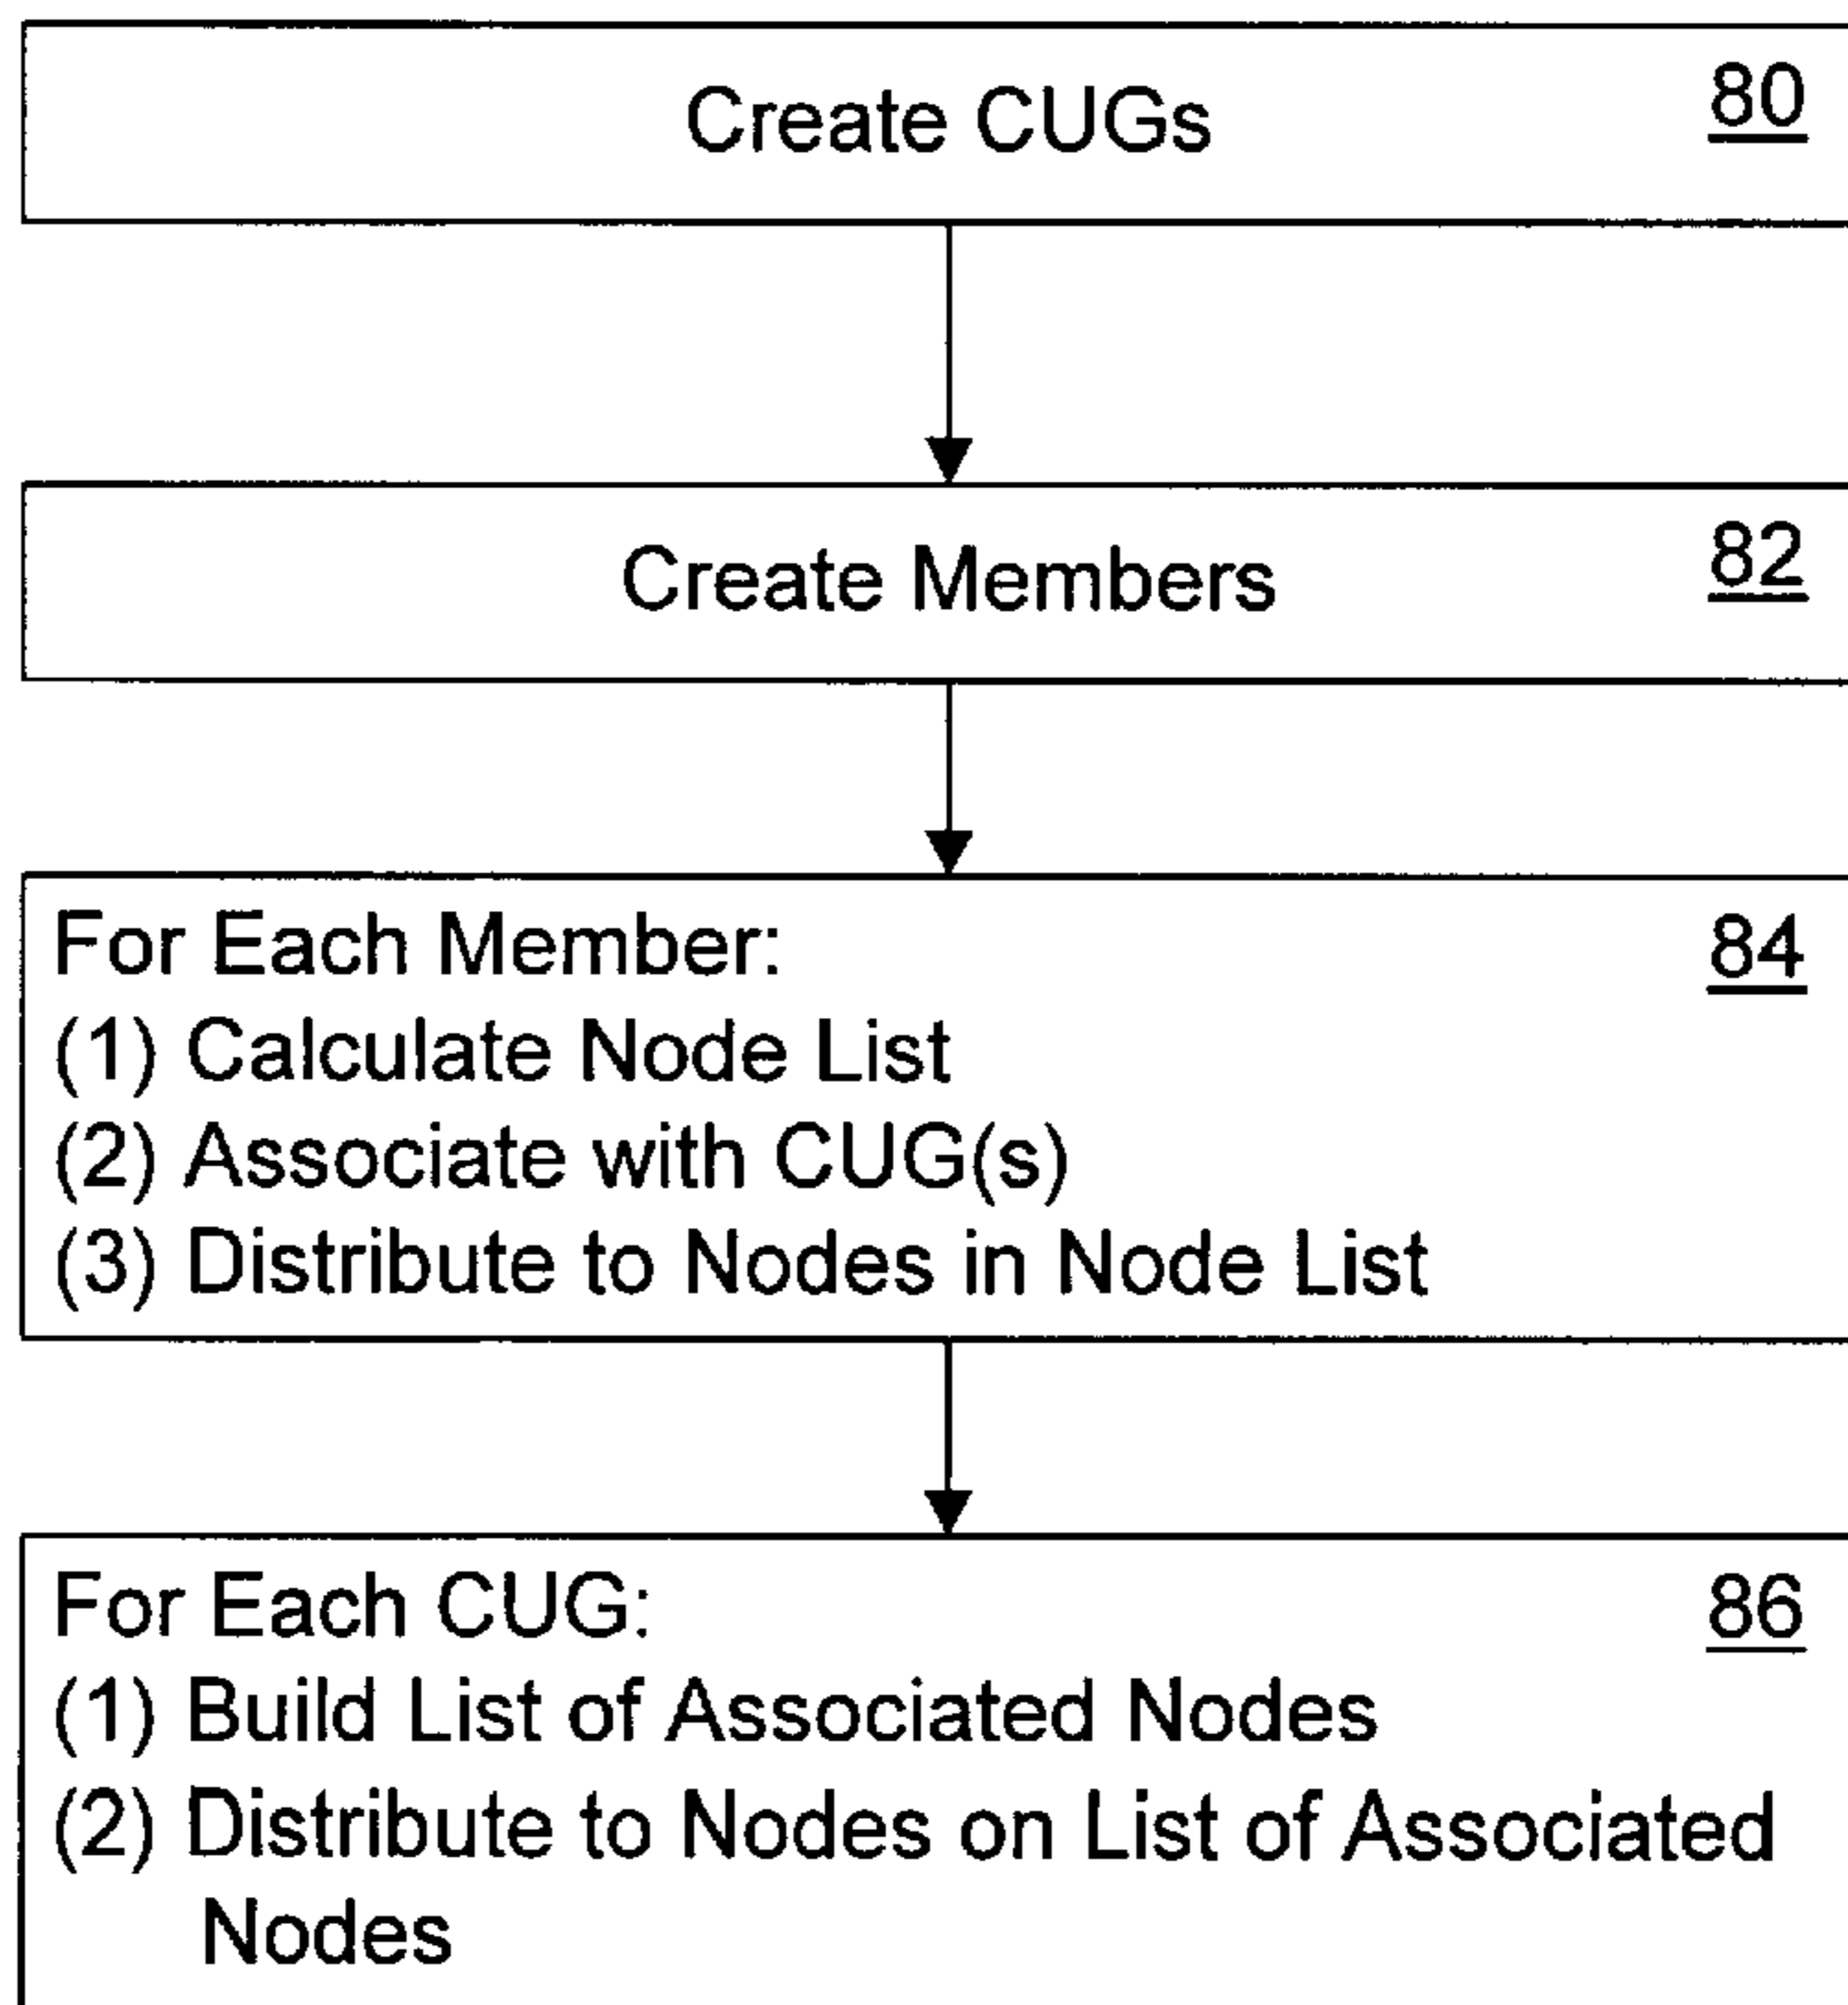 Create CUGs 80
Create Members 82
For Each Member: 84
(1) Calculate Node List
(2) Associate with CUG(s)
(3) Distribute to Nodes in Node List
For Each CUG: 86
(1) Build List of Associated Nodes
(2) Distribute to Nodes on List of Associated
Nodes